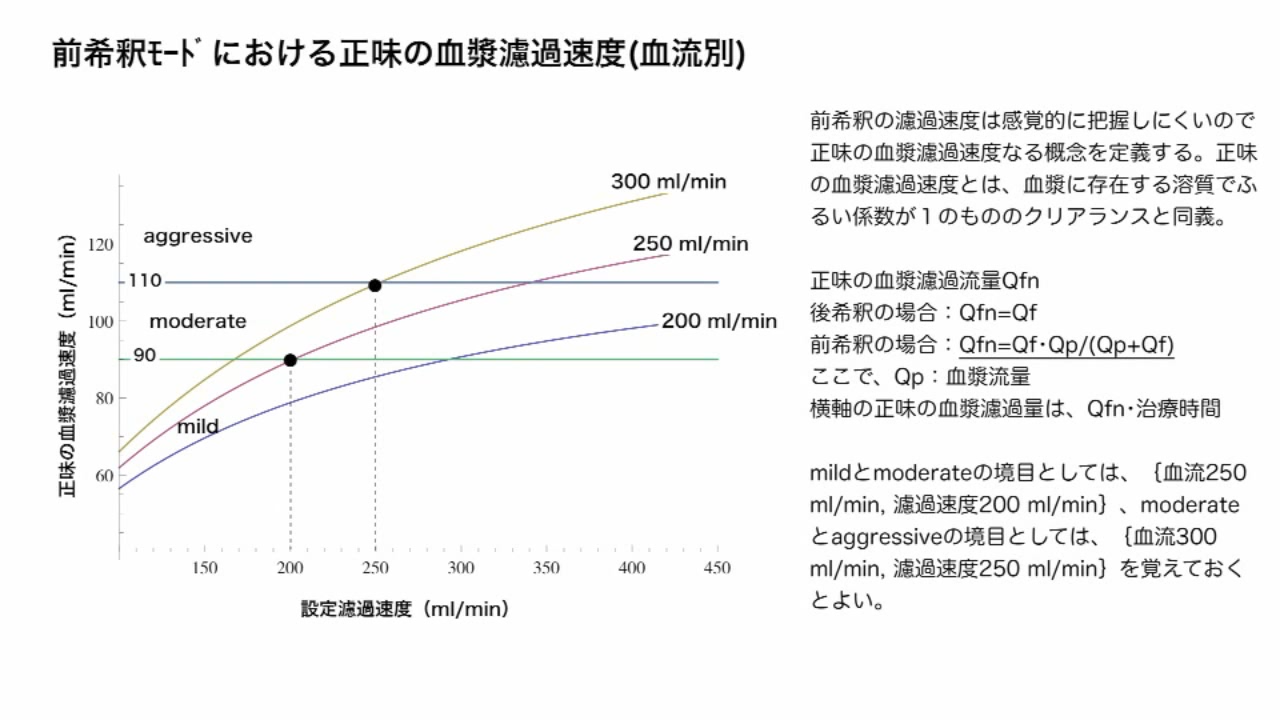 前希釈ﾓｰﾄﾞにおける正味の血漿濾過速度(血流別)
前希釈の濾過速度は感覚的に把握しにくいので
正味の血漿濾過速度なる概念を定義する。正味
の血漿濾過速度とは、血漿に存在する溶質でふ
るい係数が１のもののクリアランスと同義。
正味の血漿濾過流量Qfn
後希釈の場合：Qfn=Qf
前希釈の場合：Qfn=Qf･Qp/(Qp+Qf)
ここで、Qp：血漿流量
横軸の正味の血漿濾過量は、Qfn･治療時間
mildとmoderateの境目としては、｛血流250
ml/min, 濾過速度200 ml/min｝、moderate
とaggressiveの境目としては、｛血流300
ml/min, 濾過速度250 ml/min｝を覚えておく
とよい。
正味の血漿濾過速度（ml/min）
300 ml/min
250 ml/min
200 ml/min
aggressive
110
moderate
90
mild
120
100
80
60
150 200 250 300 350 400 450
設定濾過速度（ml/min）